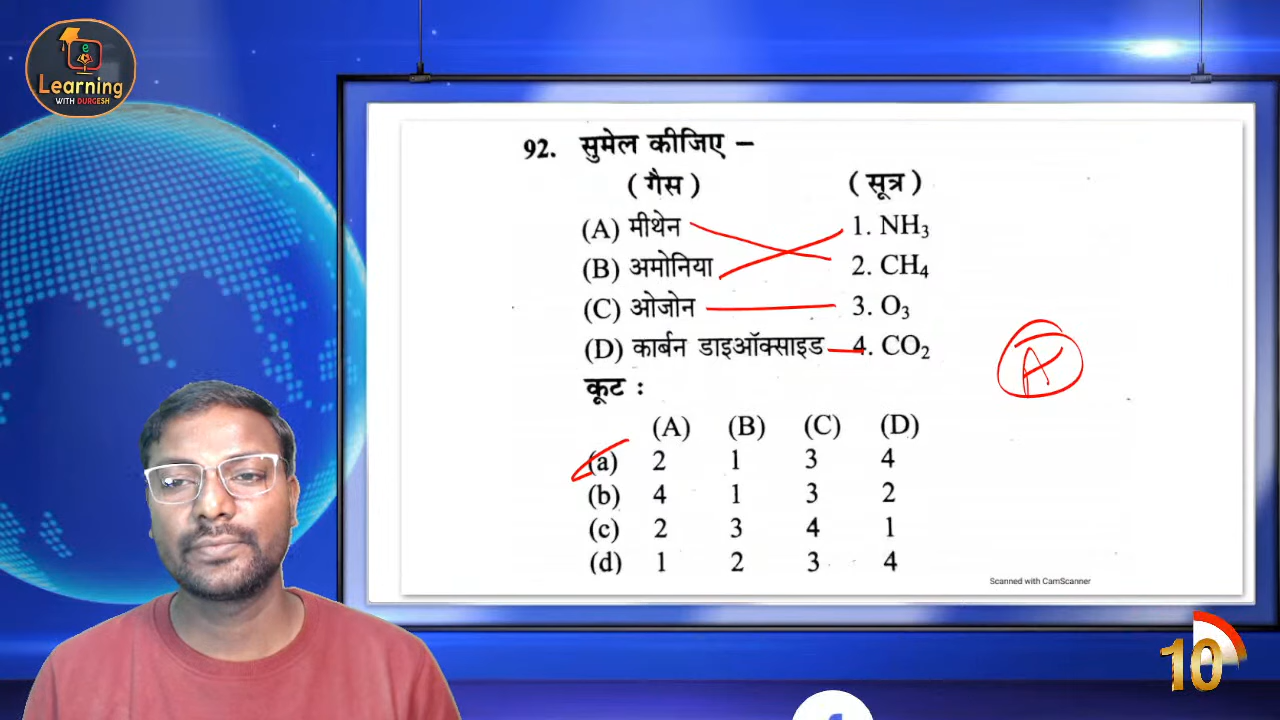 e
Learning
WITH DURGESH
92. सुमेल कीजिए –
( गैस ) ( सूत्र )
(A) मीथेन 1. NH3
(B) अमोनिया 2. CH4
(C) ओजोन 3. O3
(D) कार्बन डाइऑक्साइड 4. CO2
A
कूट :
(A) (B) (C) (D)
(a) 2 1 3 4
(b) 4 1 3 2
(c) 2 3 4 1
(d) 1 2 3 4
Scanned with CamScanner
10